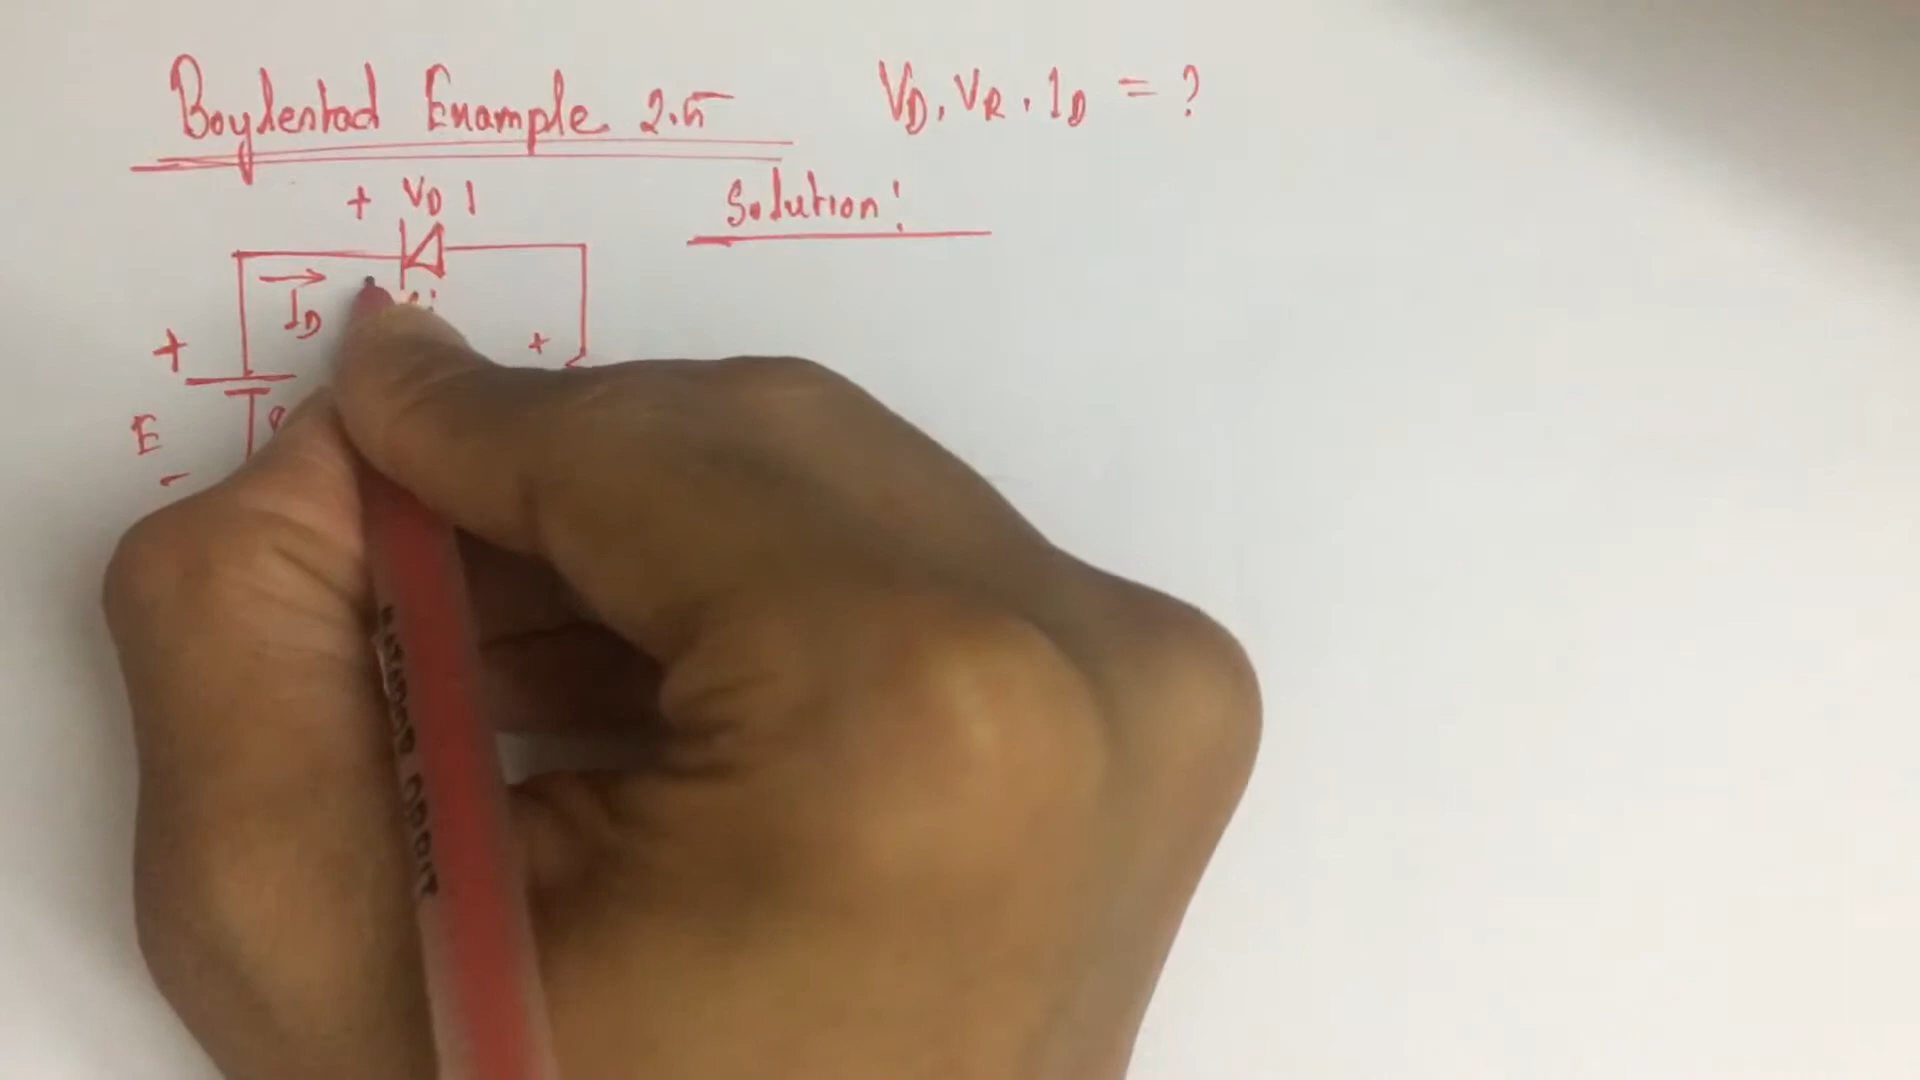 Boylestad Example 2.5
VD, VR, ID = ?
+ VD -
Solution:
ID
+
+
E
-